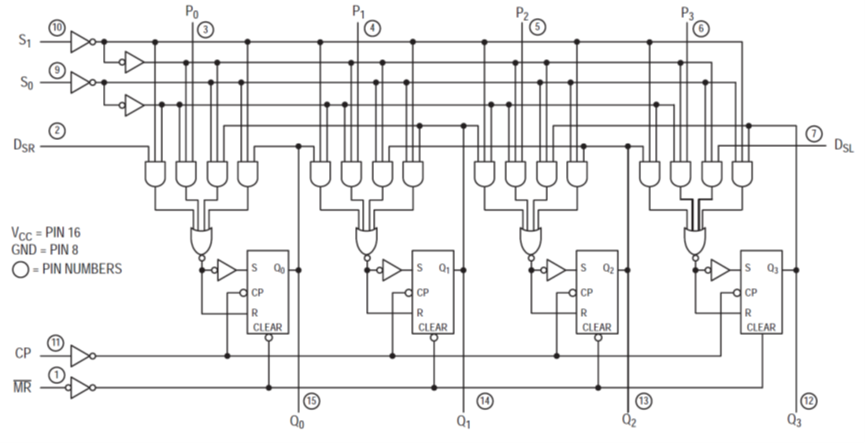 P0 P1 P2 P3
10 3 4 5 6
S1
9
S0
2 7
DSR DSL
VCC = PIN 16
GND = PIN 8
= PIN NUMBERS
S Q0 S Q1 S Q2 S Q3
CP CP CP CP
R R R R
CLEAR CLEAR CLEAR CLEAR
11
CP
1
MR
15 14 13 12
Q0 Q1 Q2 Q3